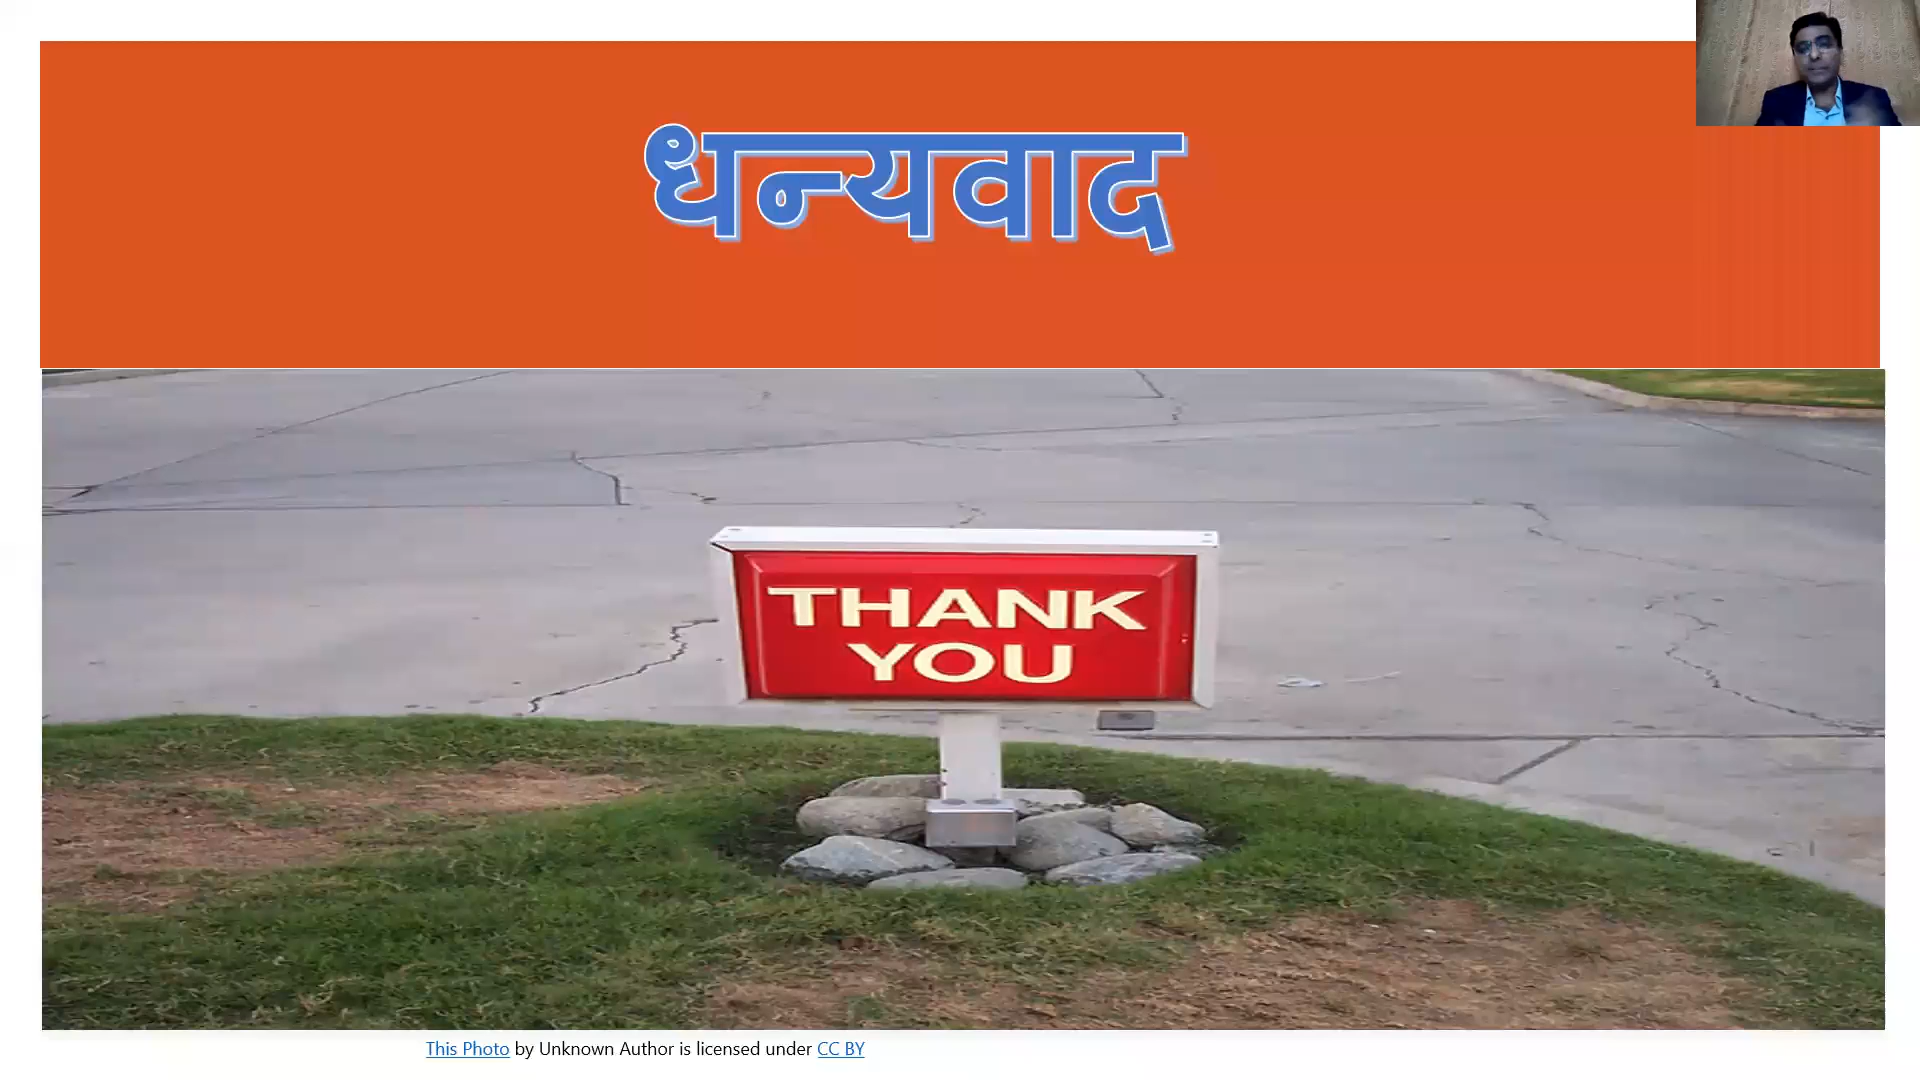 धन्यवाद
THANK
YOU
This Photo by Unknown Author is licensed under CC BY